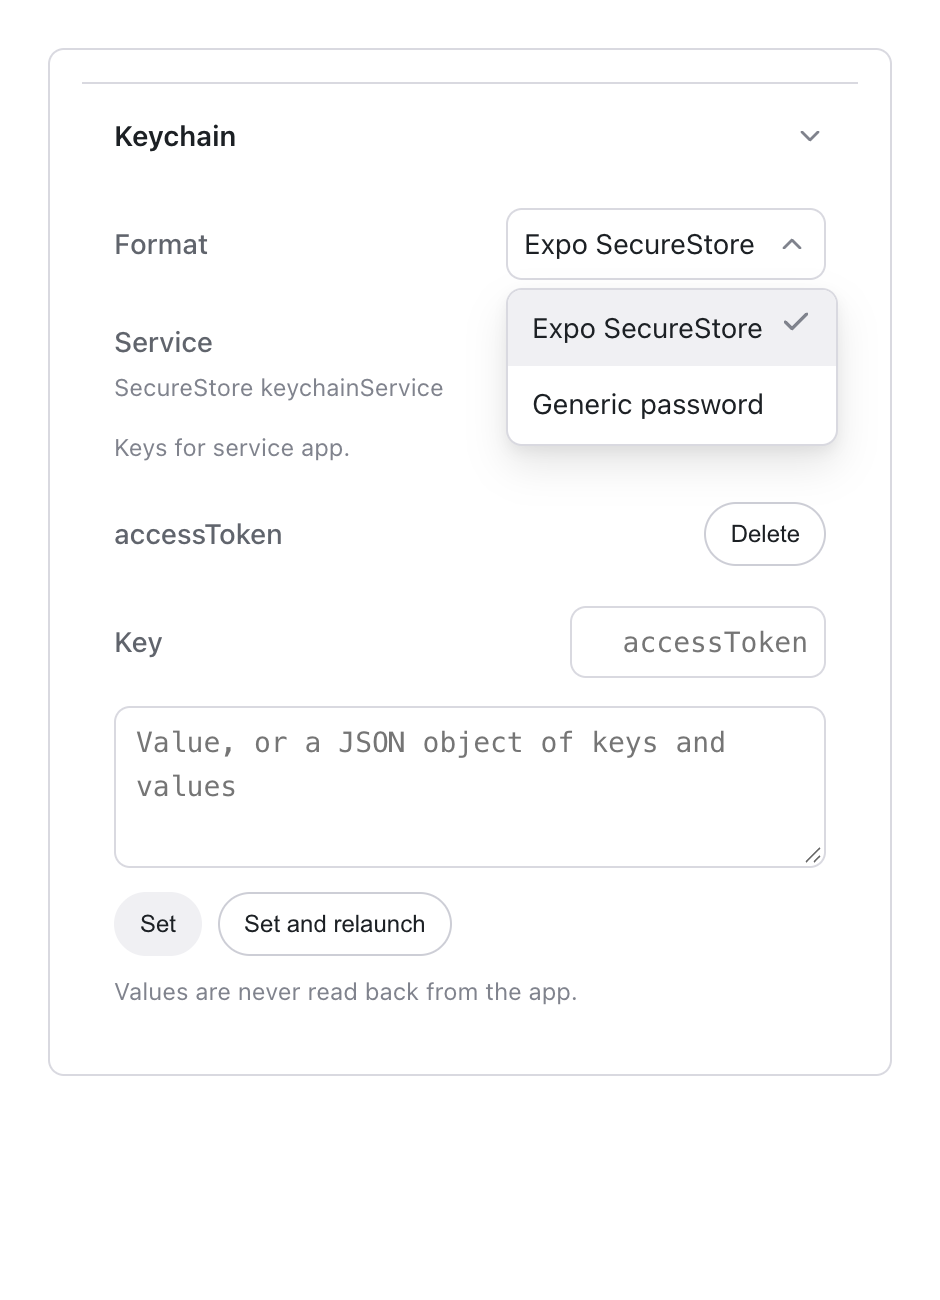 Keychain
Format
Expo SecureStore
Expo SecureStore
Generic password
Service
SecureStore keychainService
Keys for service app.
accessToken
Delete
Key
accessToken
Value, or a JSON object of keys and
values
Set
Set and relaunch
Values are never read back from the app.